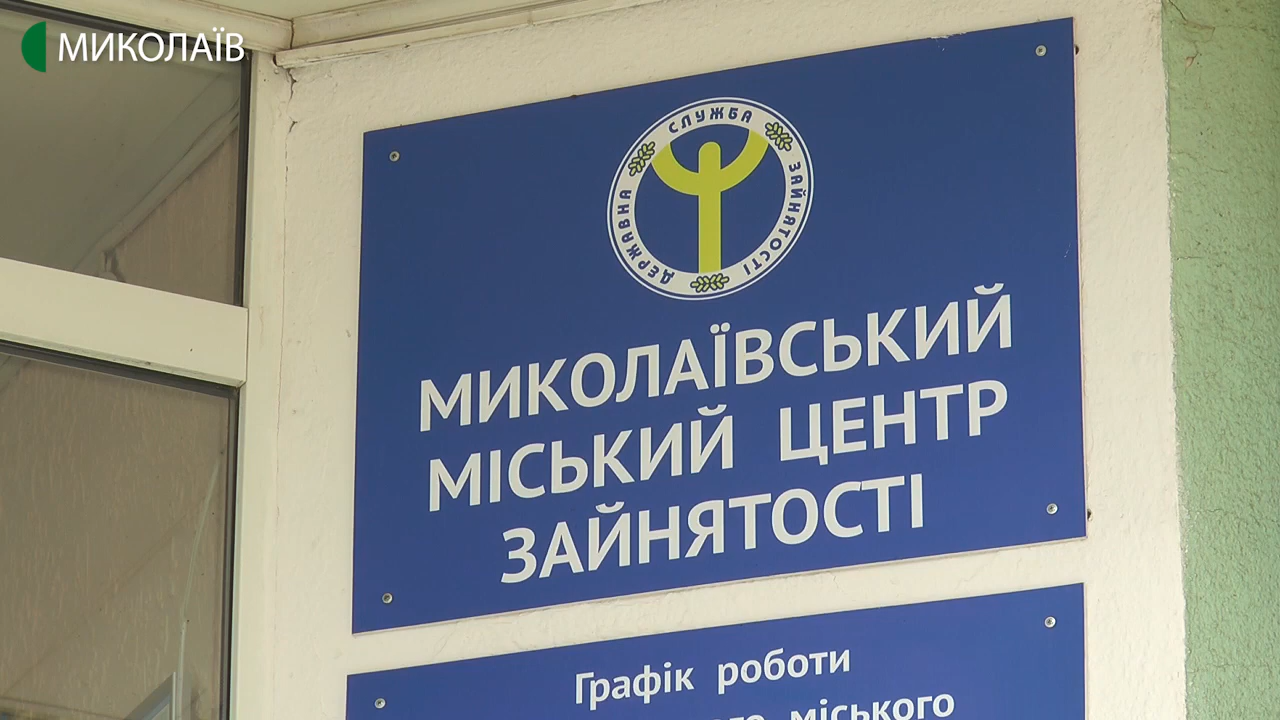 МИКОЛАЇВ
ДЕРЖАВНА СЛУЖБА ЗАЙНЯТОСТІ
МИКОЛАЇВСЬКИЙ
МІСЬКИЙ ЦЕНТР
ЗАЙНЯТОСТІ
Графік роботи
міського